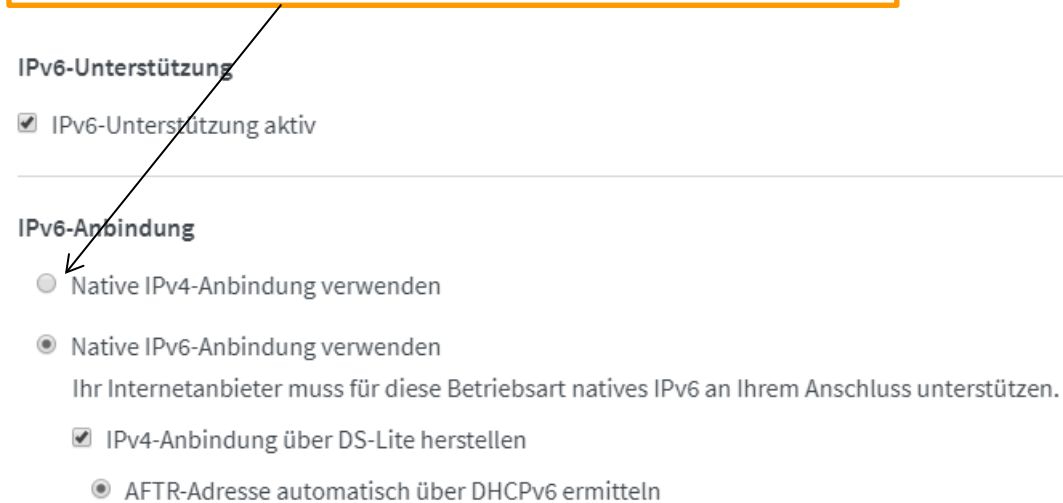 IPv6-Unterstützung
IPv6-Unterstützung aktiv
IPv6-Anbindung
Native IPv4-Anbindung verwenden
Native IPv6-Anbindung verwenden
Ihr Internetanbieter muss für diese Betriebsart natives IPv6 an Ihrem Anschluss unterstützen.
IPv4-Anbindung über DS-Lite herstellen
AFTR-Adresse automatisch über DHCPv6 ermitteln